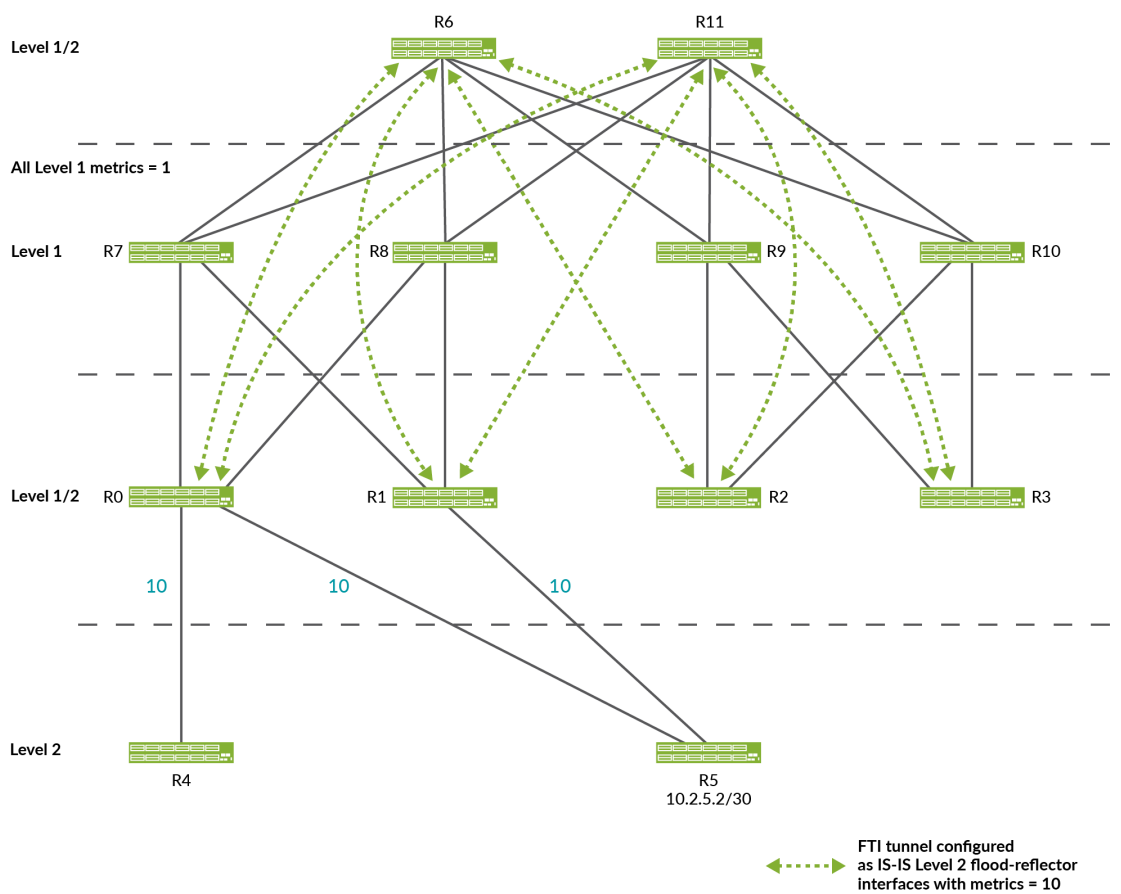 R6
R11
Level 1/2
All Level 1 metrics = 1
Level 1
R7
R8
R9
R10
Level 1/2
R0
R1
R2
R3
10
10
10
Level 2
R4
R5
10.2.5.2/30
FTI tunnel configured
as IS-IS Level 2 flood-reflector
interfaces with metrics = 10